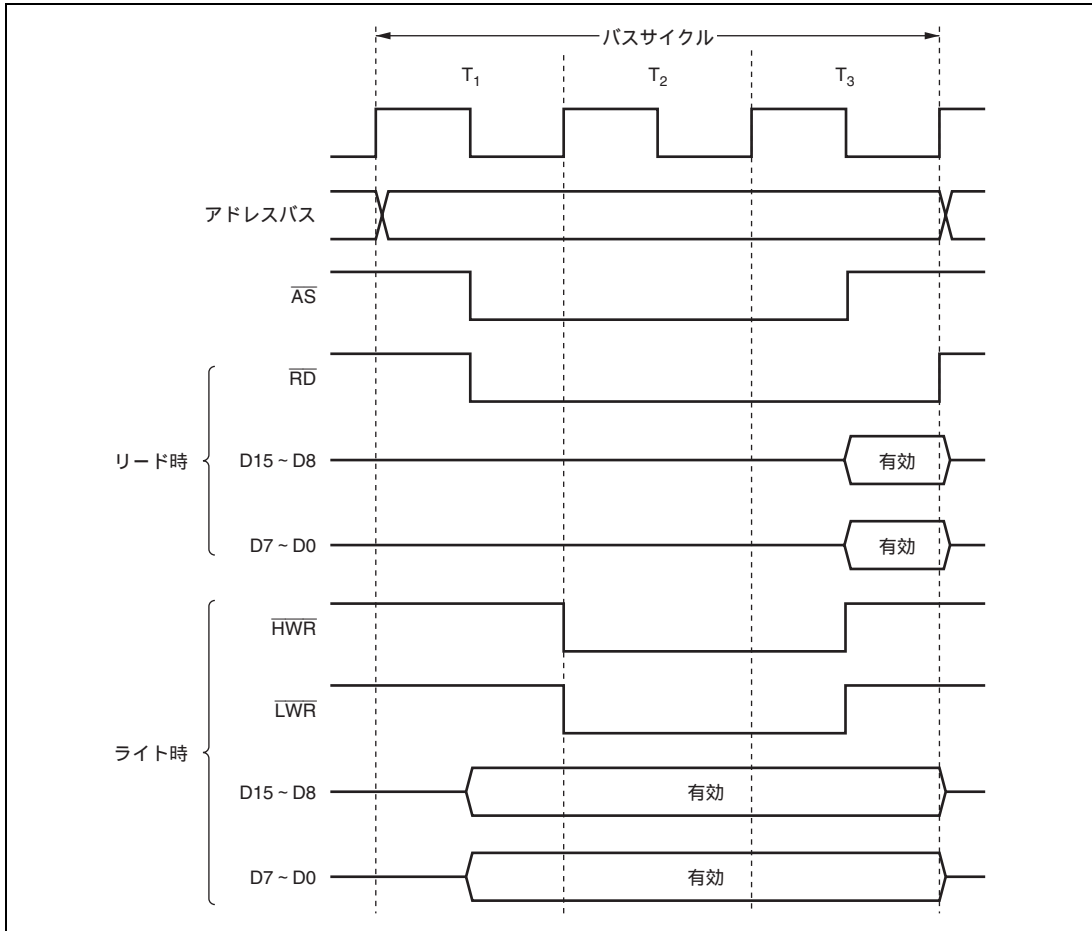 バスサイクル
T1 T2 T3
アドレスバス
AS
RD
リード時
D15 ~ D8 有効
D7 ~ D0 有効
HWR
LWR
ライト時
D15 ~ D8 有効
D7 ~ D0 有効